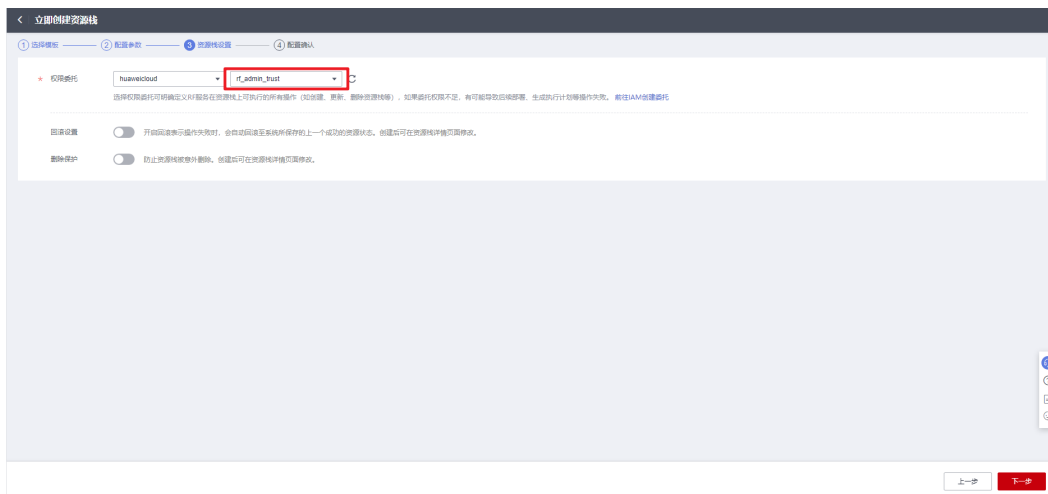 立即创建资源栈
1 选择模板 2 配置参数 3 资源栈设置 4 配置确认
* 权限委托 huaweicloud rf_admin_trust
选择权限委托可明确定义RF服务在资源栈上可执行的所有操作（如创建、更新、删除资源栈等），如果委托权限不足，有可能导致后续部署、生成执行计划等操作失败。 前往IAM创建委托
回滚设置 开启回滚表示操作失败时，会自动回滚至系统所保存的上一个成功的资源状态。创建后可在资源栈详情页面修改。
删除保护 防止资源栈被意外删除。创建后可在资源栈详情页面修改。
上一步 下一步